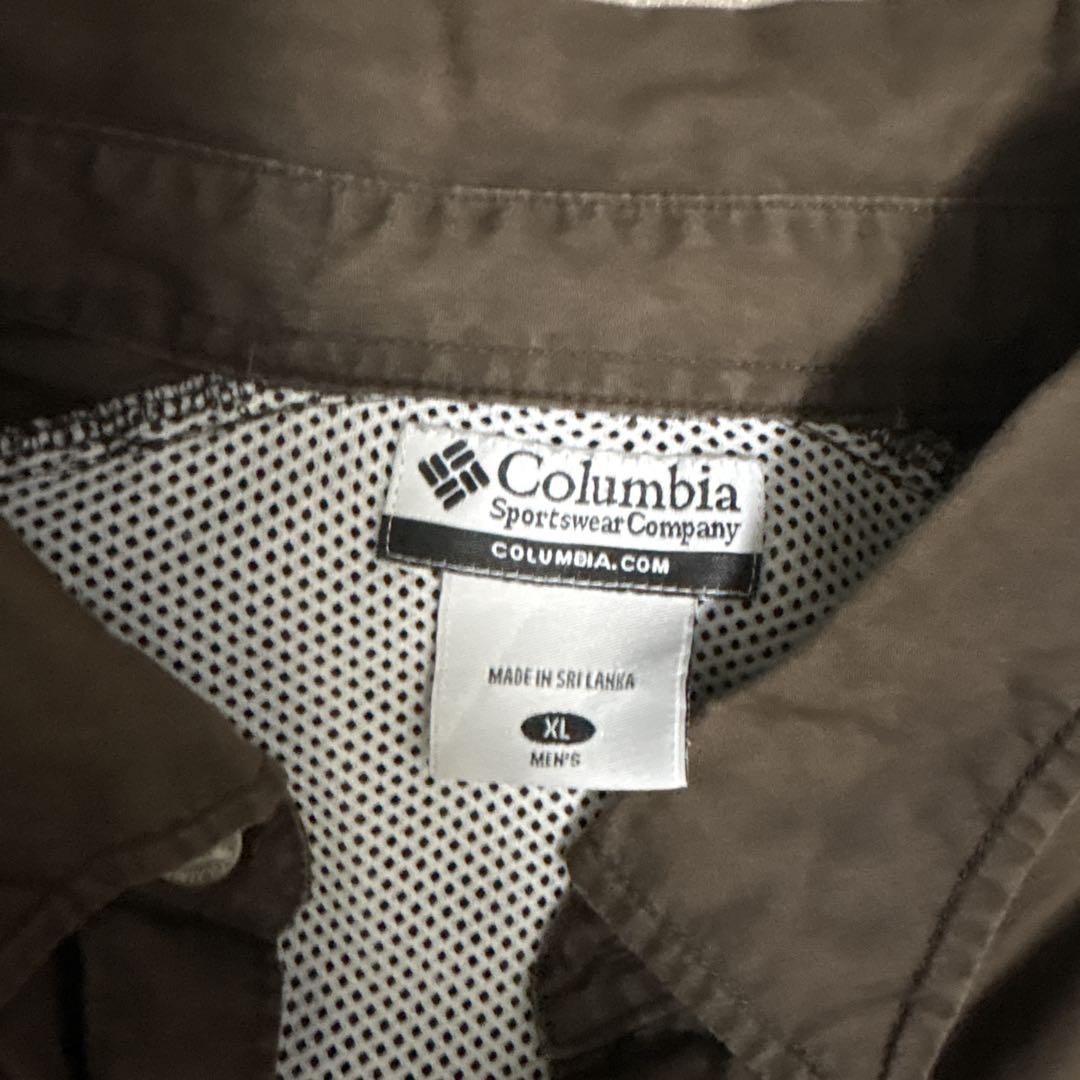 Columbia
Sportswear Company
COLUMBIA.COM
MADE IN SRI LANKA
XL
MEN'S